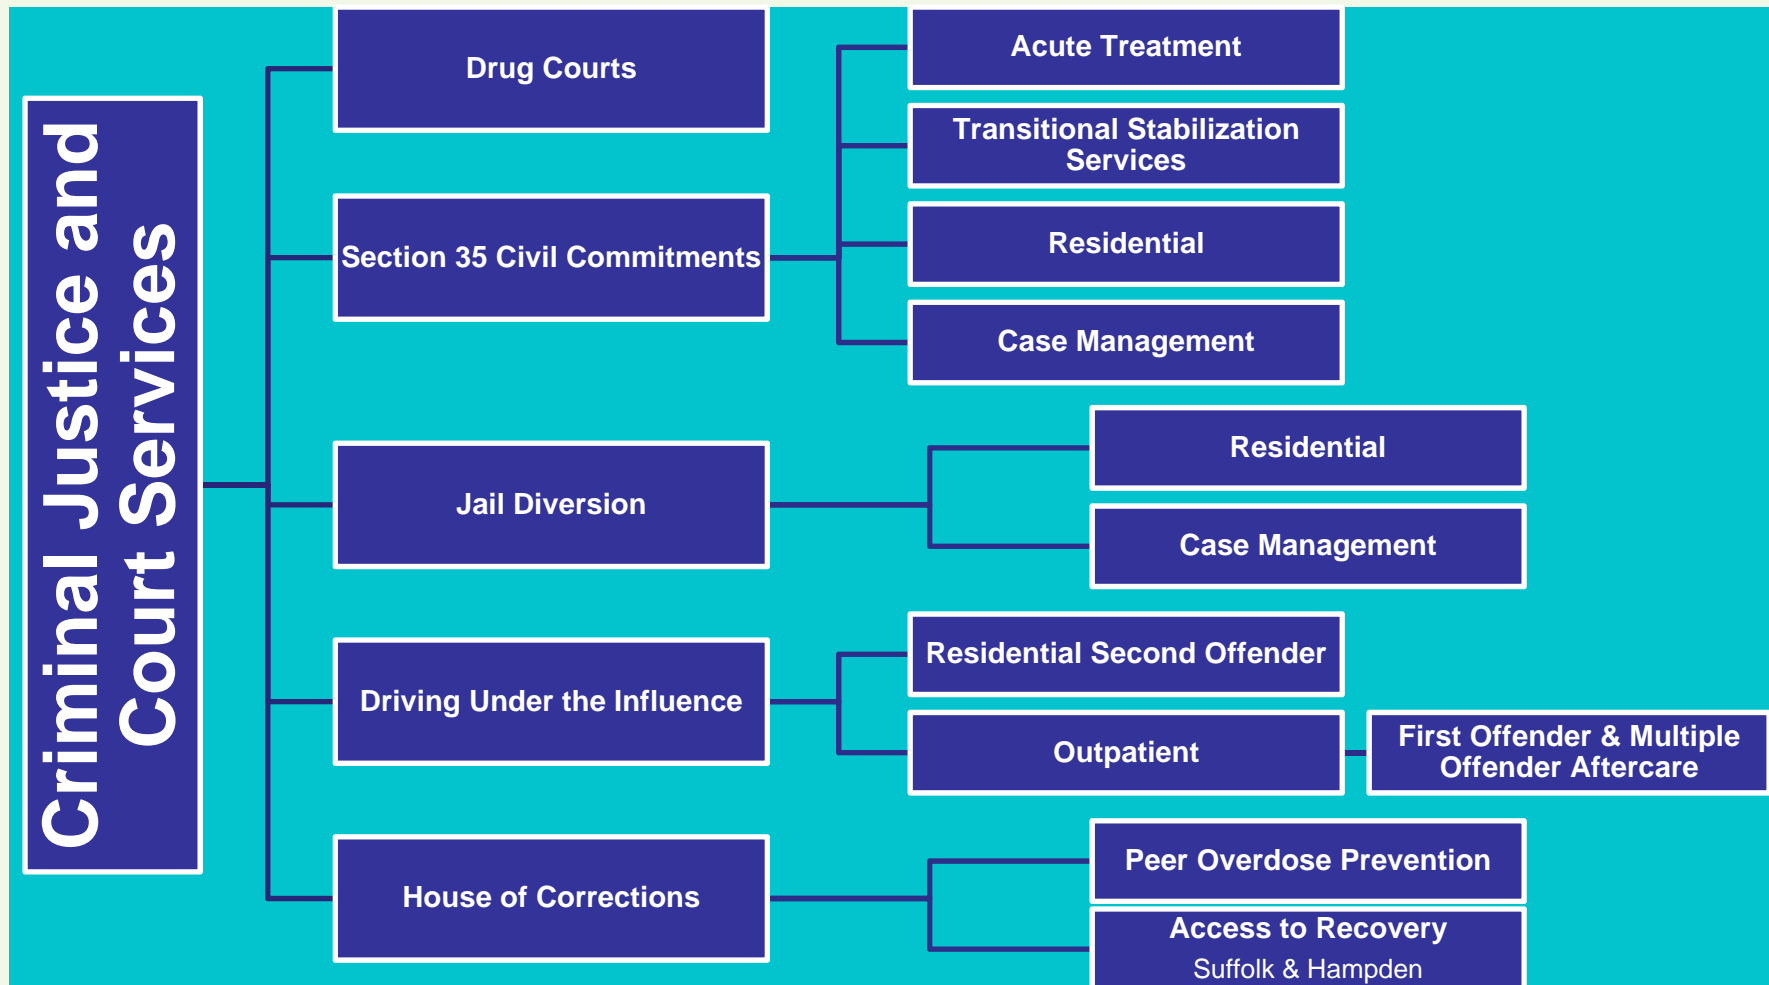 Criminal Justice and
Court Services
Drug Courts
Section 35 Civil Commitments
Acute Treatment
Transitional Stabilization
Services
Residential
Case Management
Jail Diversion
Residential
Case Management
Driving Under the Influence
Residential Second Offender
Outpatient
First Offender & Multiple
Offender Aftercare
House of Corrections
Peer Overdose Prevention
Access to Recovery
Suffolk & Hampden